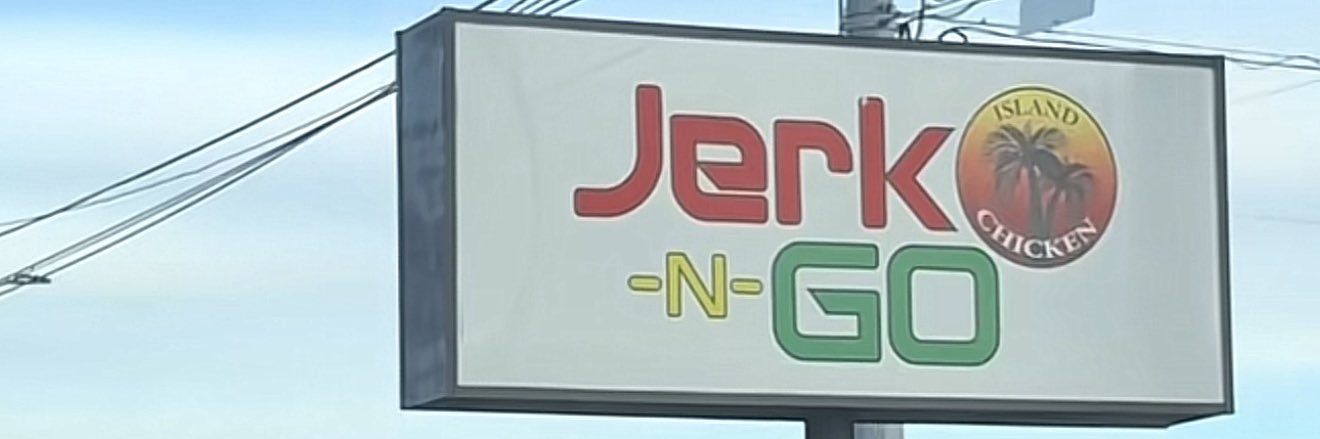 Jerk
ISLAND
CHICKEN
-N-GO